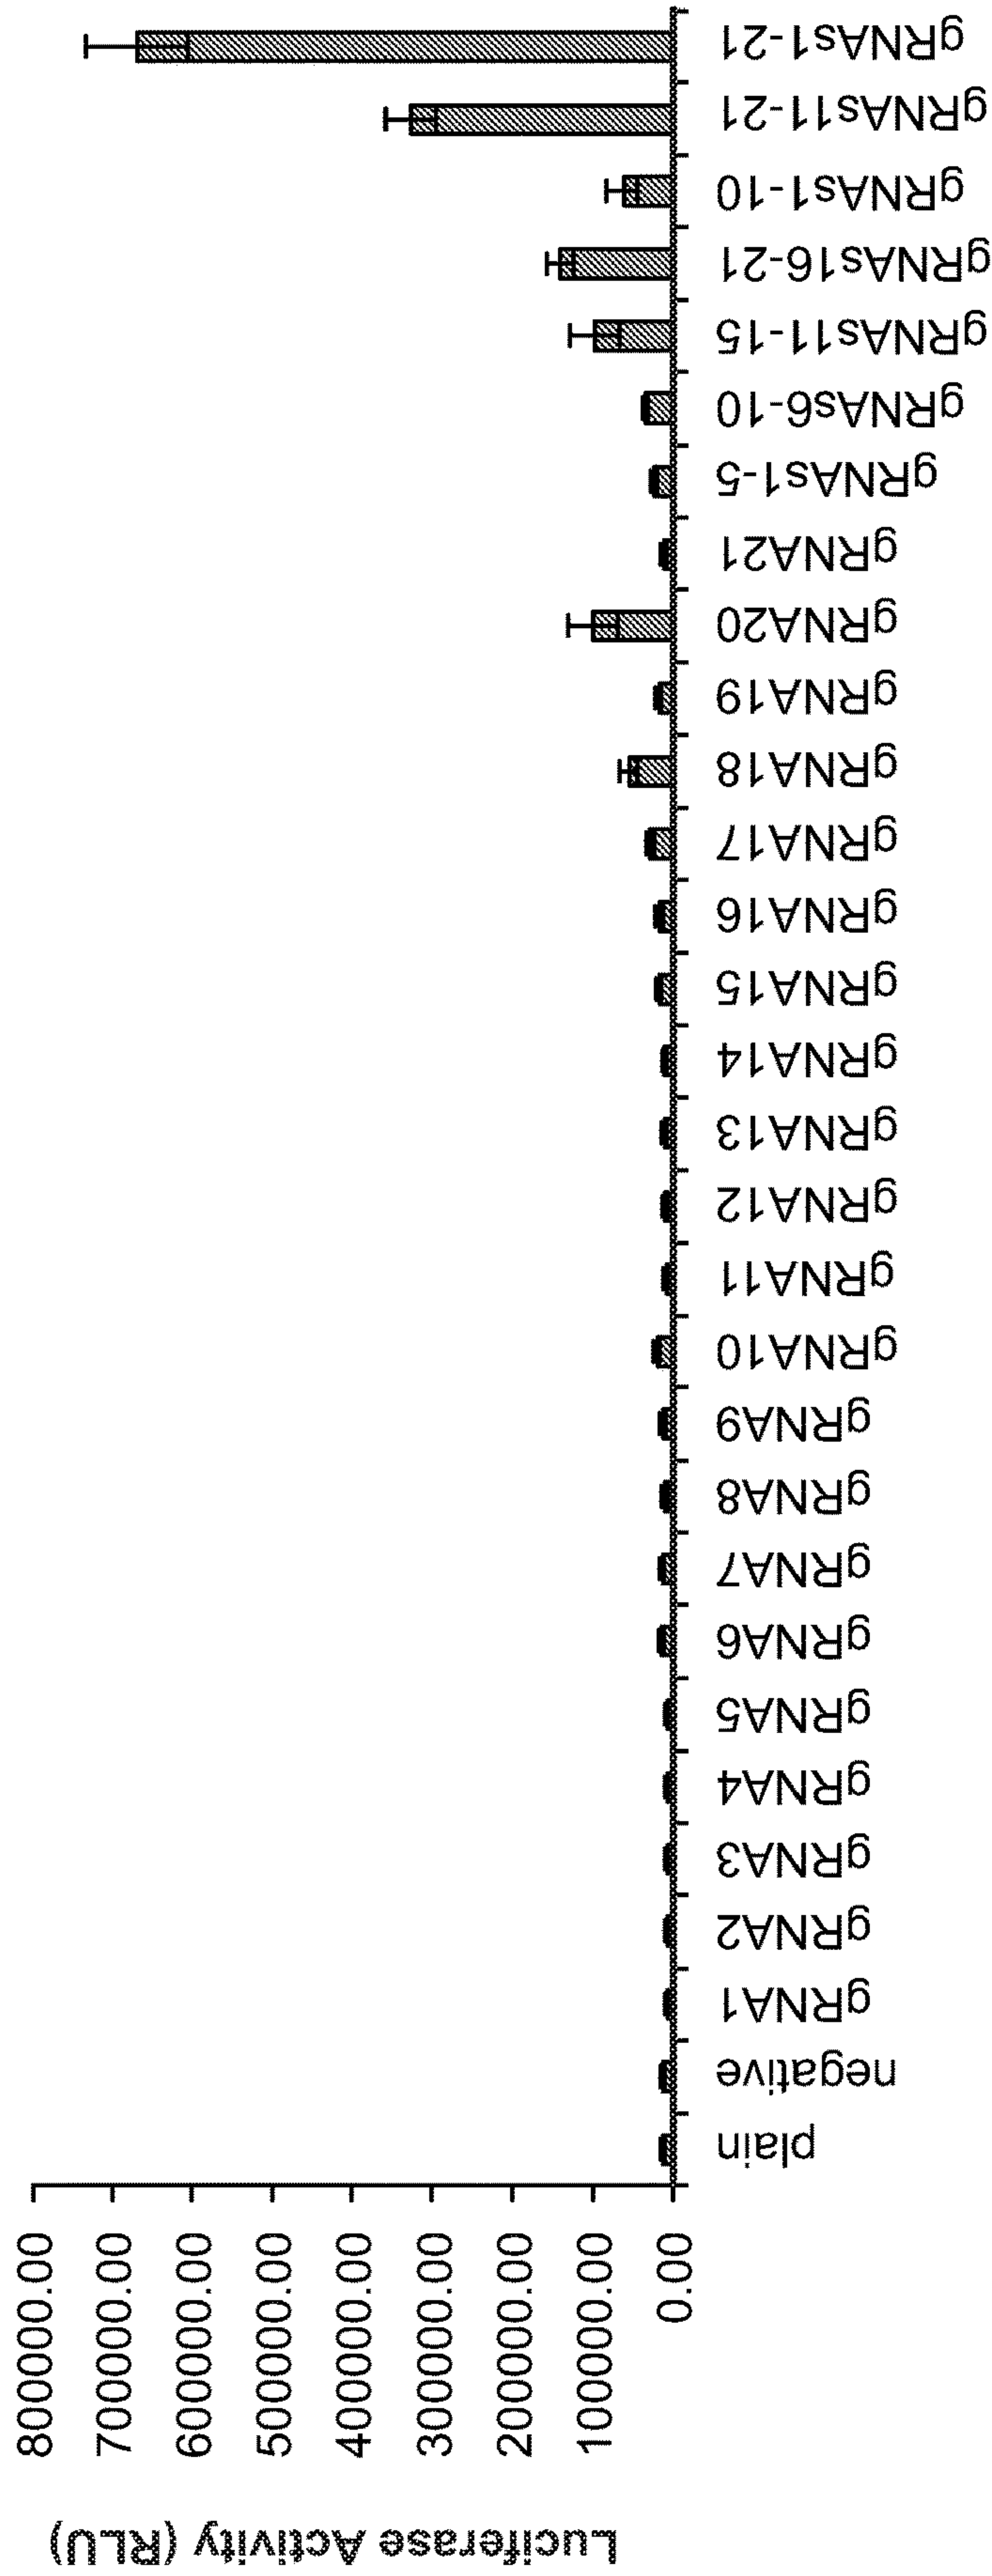 Luciferase Activity (RLU)
800000.00
700000.00
600000.00
500000.00
400000.00
300000.00
200000.00
100000.00
0.00
plain
negative
gRNA1
gRNA2
gRNA3
gRNA4
gRNA5
gRNA6
gRNA7
gRNA8
gRNA9
gRNA10
gRNA11
gRNA12
gRNA13
gRNA14
gRNA15
gRNA16
gRNA17
gRNA18
gRNA19
gRNA20
gRNA21
gRNAs1-5
gRNAs6-10
gRNAs11-15
gRNAs16-21
gRNAs1-10
gRNAs11-21
gRNAs1-21